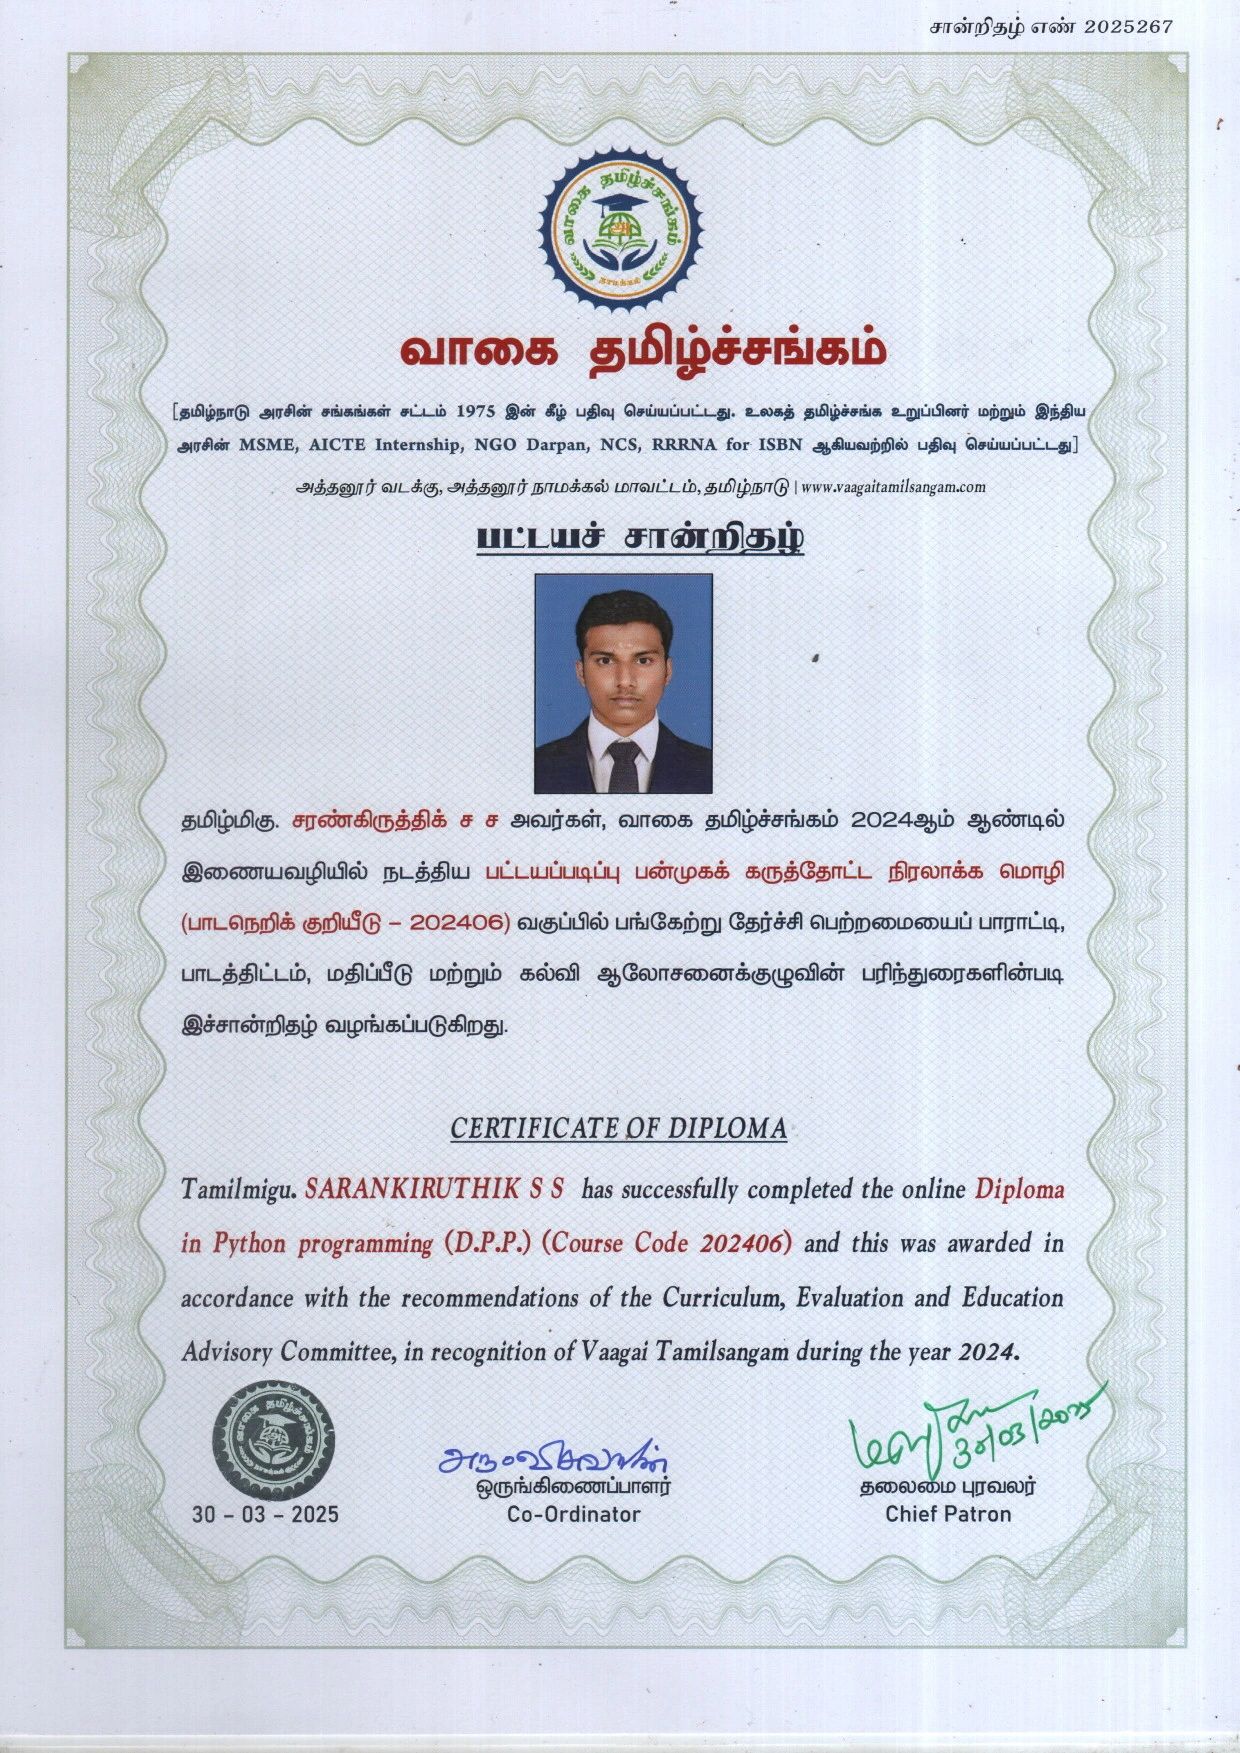 சான்றிதழ் எண் 2025267
வாகை தமிழ்ச்சங்கம்
நாமக்கல்
வாகை தமிழ்ச்சங்கம்
[தமிழ்நாடு அரசின் சங்கங்கள் சட்டம் 1975 இன் கீழ் பதிவு செய்யப்பட்டது. உலகத் தமிழ்ச்சங்க உறுப்பினர் மற்றும் இந்திய
அரசின் MSME, AICTE Internship, NGO Darpan, NCS, RRRNA for ISBN ஆகியவற்றில் பதிவு செய்யப்பட்டது]
அத்தனூர் வடக்கு, அத்தனூர் நாமக்கல் மாவட்டம், தமிழ்நாடு | www.vaagaitamilsangam.com
பட்டயச் சான்றிதழ்
தமிழ்மிகு. சரண்கிருத்திக் ச ச அவர்கள், வாகை தமிழ்ச்சங்கம் 2024ஆம் ஆண்டில்
இணையவழியில் நடத்திய பட்டயப்படிப்பு பன்முகக் கருத்தோட்ட நிரலாக்க மொழி
(பாடநெறிக் குறியீடு – 202406) வகுப்பில் பங்கேற்று தேர்ச்சி பெற்றமையைப் பாராட்டி,
பாடத்திட்டம், மதிப்பீடு மற்றும் கல்வி ஆலோசனைக்குழுவின் பரிந்துரைகளின்படி
இச்சான்றிதழ் வழங்கப்படுகிறது.
CERTIFICATE OF DIPLOMA
Tamilmigu. SARANKIRUTHIK S S has successfully completed the online Diploma
in Python programming (D.P.P.) (Course Code 202406) and this was awarded in
accordance with the recommendations of the Curriculum, Evaluation and Education
Advisory Committee, in recognition of Vaagai Tamilsangam during the year 2024.
வாகை தமிழ்ச்சங்கம்
30/03/2025
ஒருங்கிணைப்பாளர்
தலைமை புரவலர்
30 – 03 – 2025
Co-Ordinator
Chief Patron